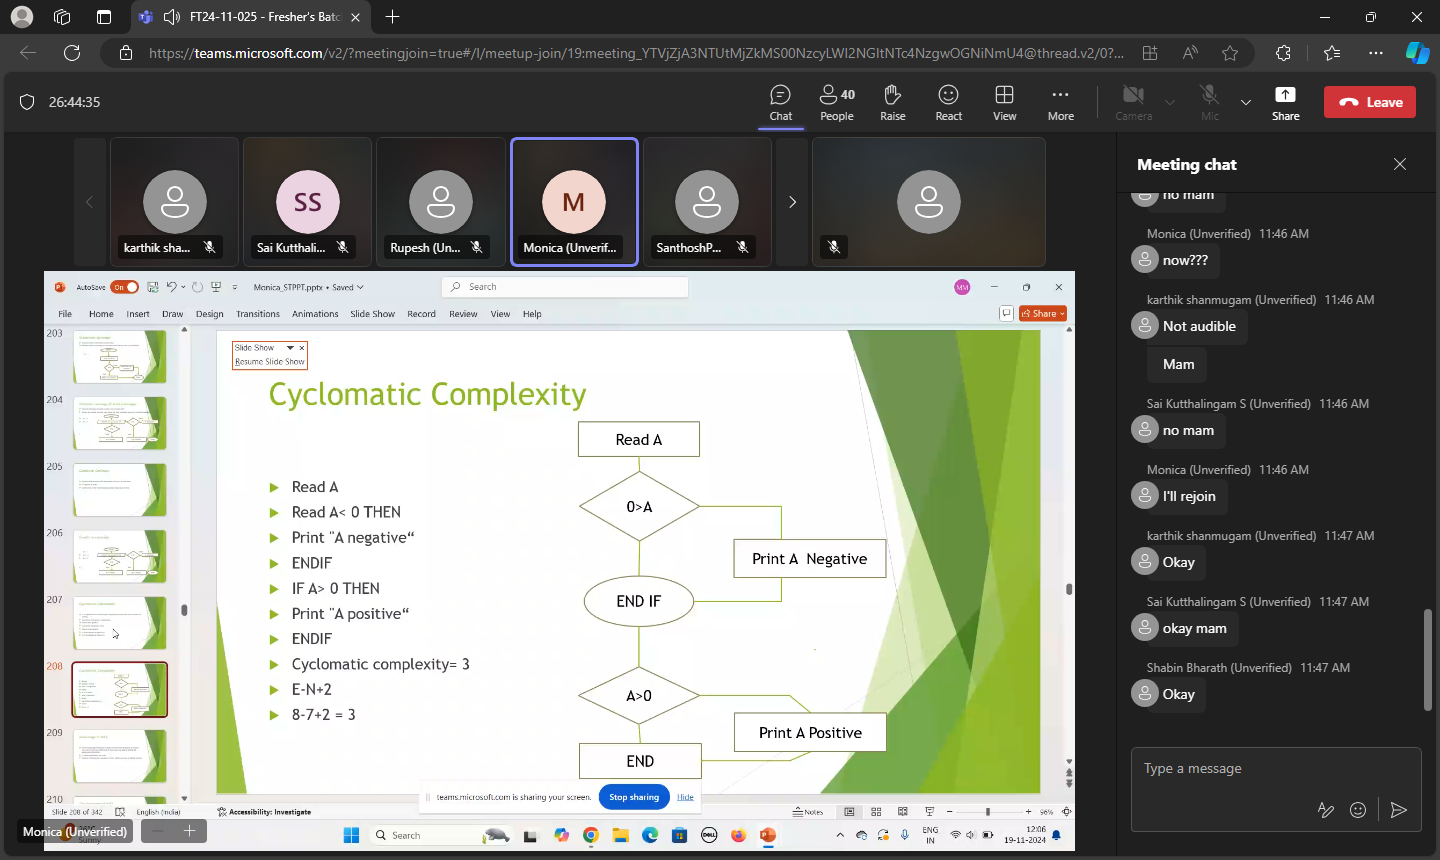 FT24-11-025 - Fresher's Batc
https://teams.microsoft.com/v2/?meetingjoin=true#/l/meetup-join/19:meeting_YTVjZjA3NTUtMjZkMS00NzcyLWI2NGItNTc4NzgwOGNiNmU4@thread.v2/0?...
26:44:35
Chat
40
People
Raise
React
View
More
Camera
Mic
Share
Leave
karthik sha...
SS
Sai Kutthali...
Rupesh (Un...
M
Monica (Unverif...
SanthoshP...
Meeting chat
no mam
Monica (Unverified) 11:46 AM
now???
karthik shanmugam (Unverified) 11:46 AM
Not audible
Mam
Sai Kutthalingam S (Unverified) 11:46 AM
no mam
Monica (Unverified) 11:46 AM
I'll rejoin
karthik shanmugam (Unverified) 11:47 AM
Okay
Sai Kutthalingam S (Unverified) 11:47 AM
okay mam
Shabin Bharath (Unverified) 11:47 AM
Okay
Type a message
AutoSave On Monica_STPPT.pptx • Saved Search MM
File Home Insert Draw Design Transitions Animations Slide Show Record Review View Help Share
203
204
205
206
207
208
209
210
Slide Show
Resume Slide Show
Cyclomatic Complexity
Read A
Read A< 0 THEN
Print "A negative“
ENDIF
IF A> 0 THEN
Print "A positive“
ENDIF
Cyclomatic complexity= 3
E-N+2
8-7+2 = 3
Read A
0>A
Print A Negative
END IF
A>0
Print A Positive
END
teams.microsoft.com is sharing your screen. Stop sharing Hide
Slide 208 of 342 English (India) Accessibility: Investigate Notes 96%
Monica (Unverified)
Sunny
Search
DELL
ENG
IN
12:06
19-11-2024